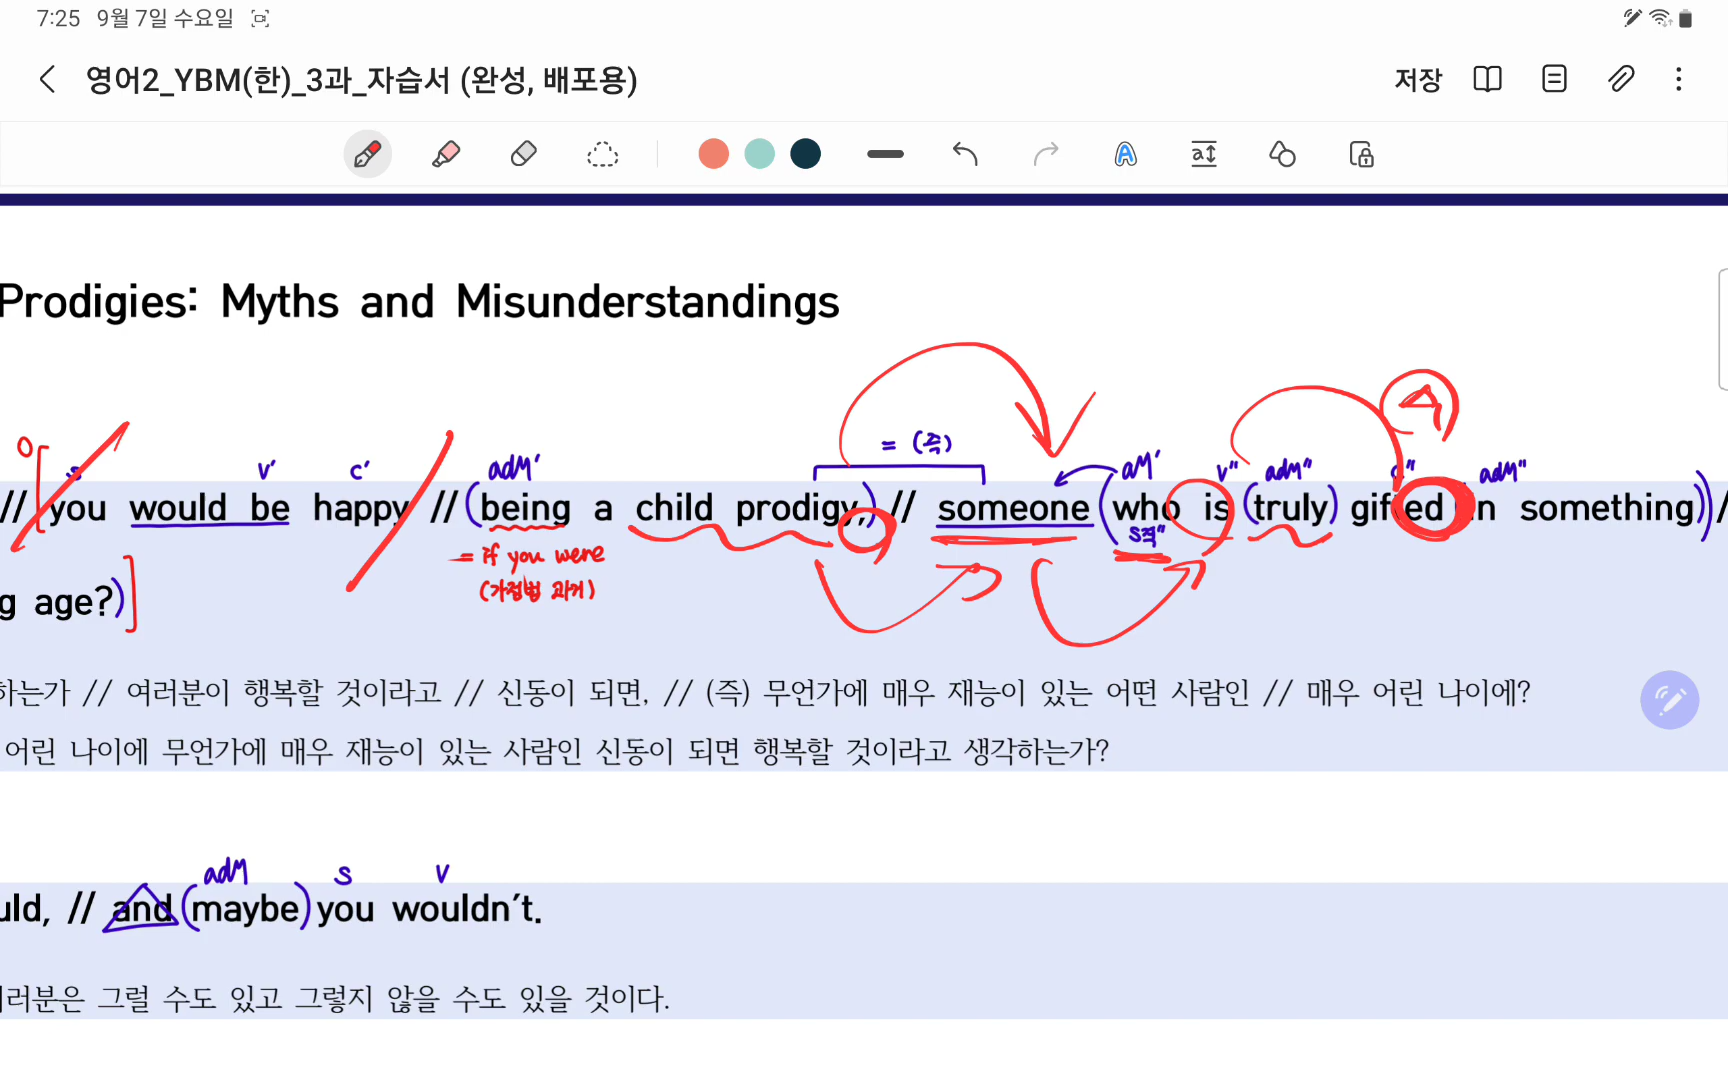 7:25 9월 7일 수요일
영어2_YBM(한)_3과_자습서 (완성, 배포용)
저장
Prodigies: Myths and Misunderstandings
= (즉)
s' v' c' adM' aM' v" adM" c" adM"
// you would be happy // (being a child prodigy,) // someone (who is (truly) gifted in something)) /
s격"
= if you were
(가정법 과거)
g age?)]
하는가 // 여러분이 행복할 것이라고 // 신동이 되면, // (즉) 무언가에 매우 재능이 있는 어떤 사람인 // 매우 어린 나이에?
어린 나이에 무언가에 매우 재능이 있는 사람인 신동이 되면 행복할 것이라고 생각하는가?
adM s v
uld, // and (maybe) you wouldn't.
러분은 그럴 수도 있고 그렇지 않을 수도 있을 것이다.